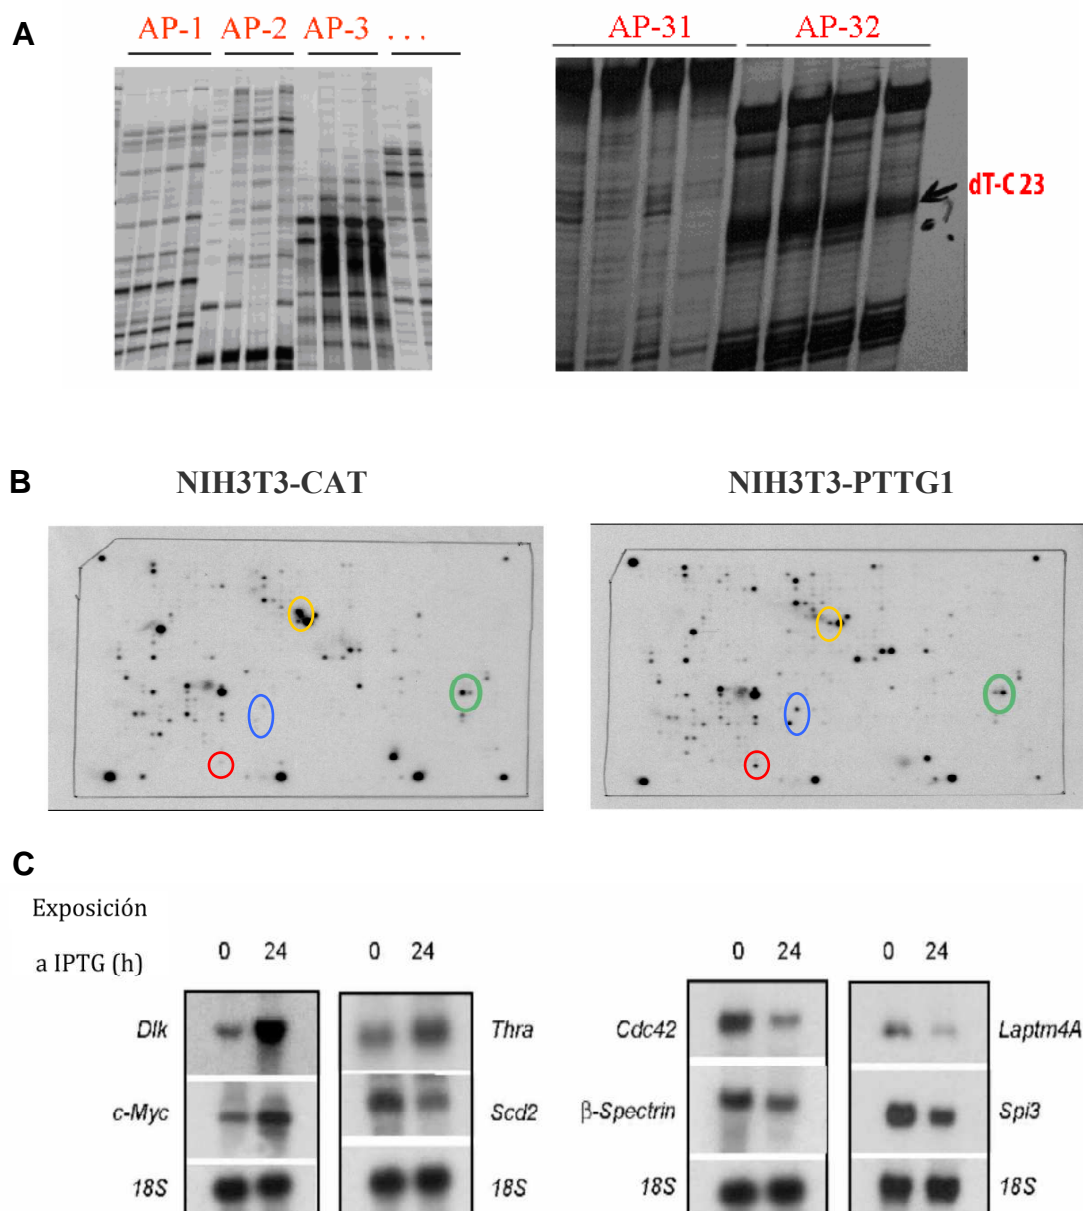 A
AP-1 AP-2 AP-3 ...
AP-31 AP-32
dT-C 23
B
NIH3T3-CAT
NIH3T3-PTTG1
C
Exposición
a IPTG (h)
0 24
0 24
0 24
0 24
Dlk
Thra
Cdc42
Laptm4A
c-Myc
Scd2
β-Spectrin
Spi3
18S
18S
18S
18S